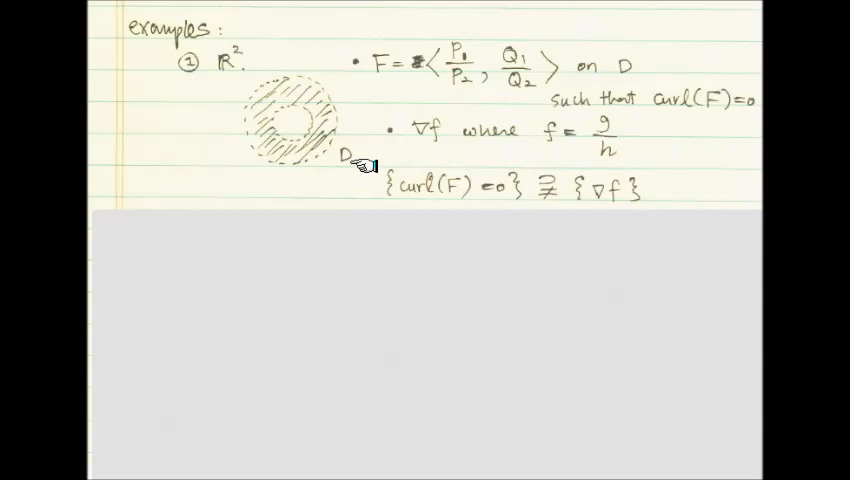 examples :
① ℝ².
• F = ⟨ P₁/P₂ , Q₁/Q₂ ⟩ on D
such that curl(F)=0
• ∇f where f = g/h
D
{curl(F) =0} ⊋ {∇f}